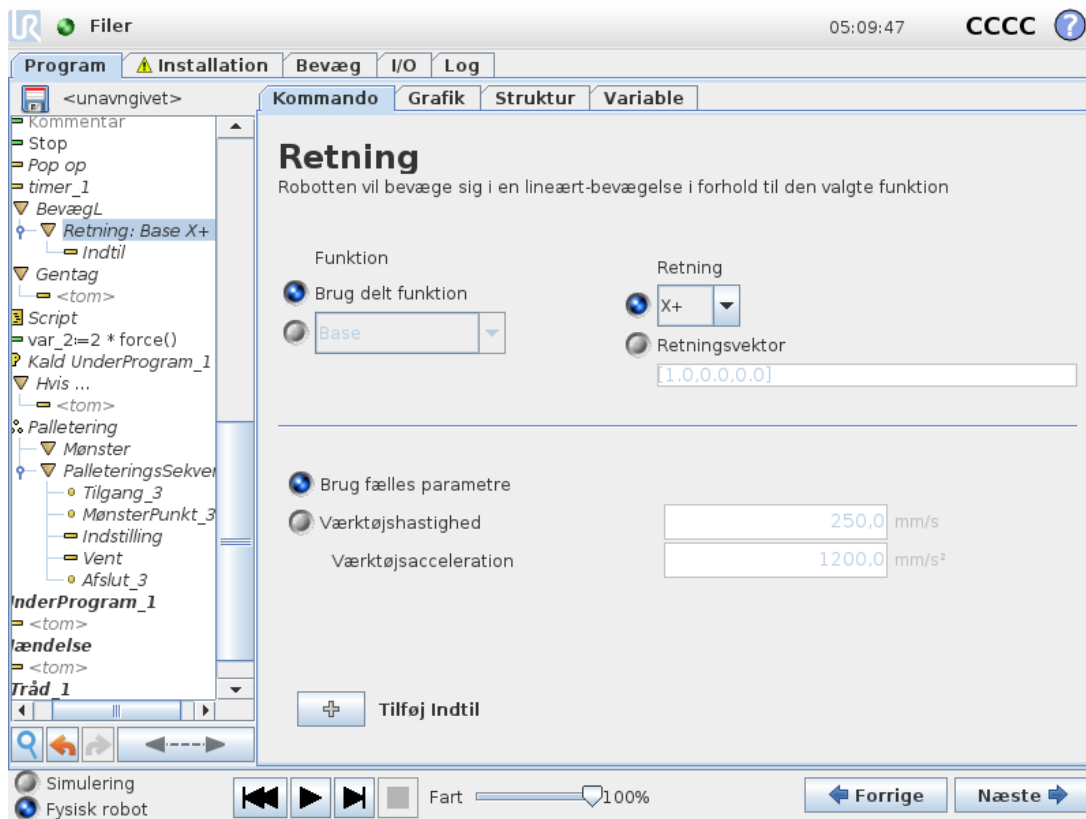 UR Filer 05:09:47 CCCC ?
Program Installation Bevæg I/O Log
<unavngivet>
Kommando Grafik Struktur Variable
Kommentar
Stop
Pop op
timer_1
BevægL
Retning: Base X+
Indtil
Gentag
<tom>
Script
var_2:=2 * force()
Kald UnderProgram_1
Hvis ...
<tom>
Palletering
Mønster
PalleteringsSekver
Tilgang_3
MønsterPunkt_3
Indstilling
Vent
Afslut_3
UnderProgram_1
<tom>
Hændelse
<tom>
Tråd_1
Retning
Robotten vil bevæge sig i en lineært-bevægelse i forhold til den valgte funktion
Funktion
Brug delt funktion
Base
Retning
X+
Retningsvektor
[1.0,0.0,0.0]
Brug fælles parametre
Værktøjshastighed 250,0 mm/s
Værktøjsacceleration 1200,0 mm/s²
Tilføj Indtil
Simulering
Fysisk robot
Fart 100%
Forrige Næste